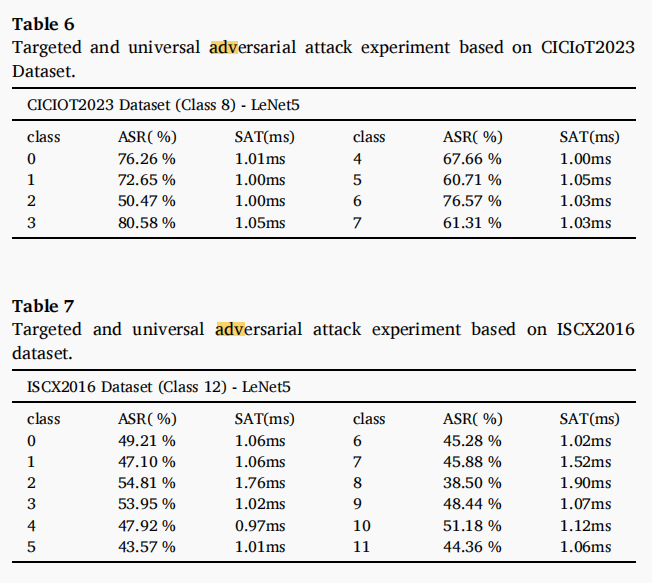 Table 6
Targeted and universal adversarial attack experiment based on CICIoT2023
Dataset.
CICIOT2023 Dataset (Class 8) - LeNet5
class ASR( %) SAT(ms) class ASR( %) SAT(ms)
0 76.26 % 1.01ms 4 67.66 % 1.00ms
1 72.65 % 1.00ms 5 60.71 % 1.05ms
2 50.47 % 1.00ms 6 76.57 % 1.03ms
3 80.58 % 1.05ms 7 61.31 % 1.03ms
Table 7
Targeted and universal adversarial attack experiment based on ISCX2016
dataset.
ISCX2016 Dataset (Class 12) - LeNet5
class ASR( %) SAT(ms) class ASR( %) SAT(ms)
0 49.21 % 1.06ms 6 45.28 % 1.02ms
1 47.10 % 1.06ms 7 45.88 % 1.52ms
2 54.81 % 1.76ms 8 38.50 % 1.90ms
3 53.95 % 1.02ms 9 48.44 % 1.07ms
4 47.92 % 0.97ms 10 51.18 % 1.12ms
5 43.57 % 1.01ms 11 44.36 % 1.06ms